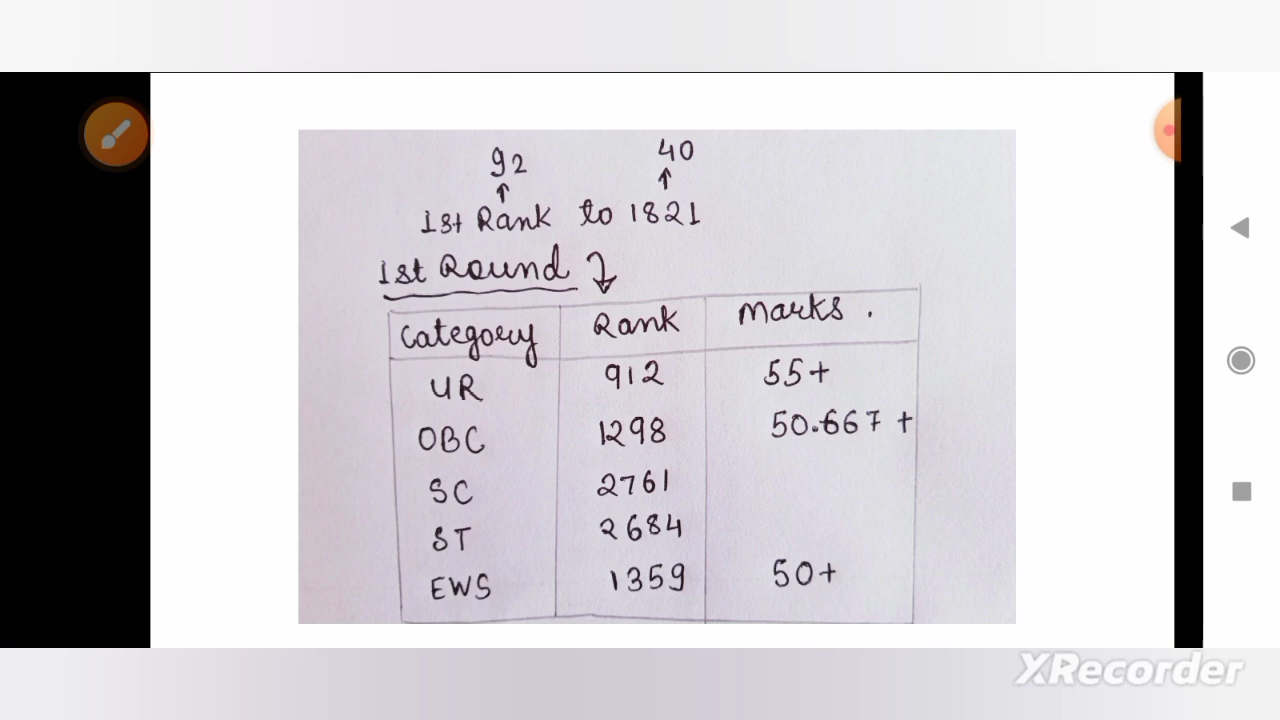 92 40
1st Rank to 1821
1st Round
Category Rank Marks.
UR 912 55+
OBC 1298 50.667 +
SC 2761
ST 2684
EWS 1359 50+
XRecorder